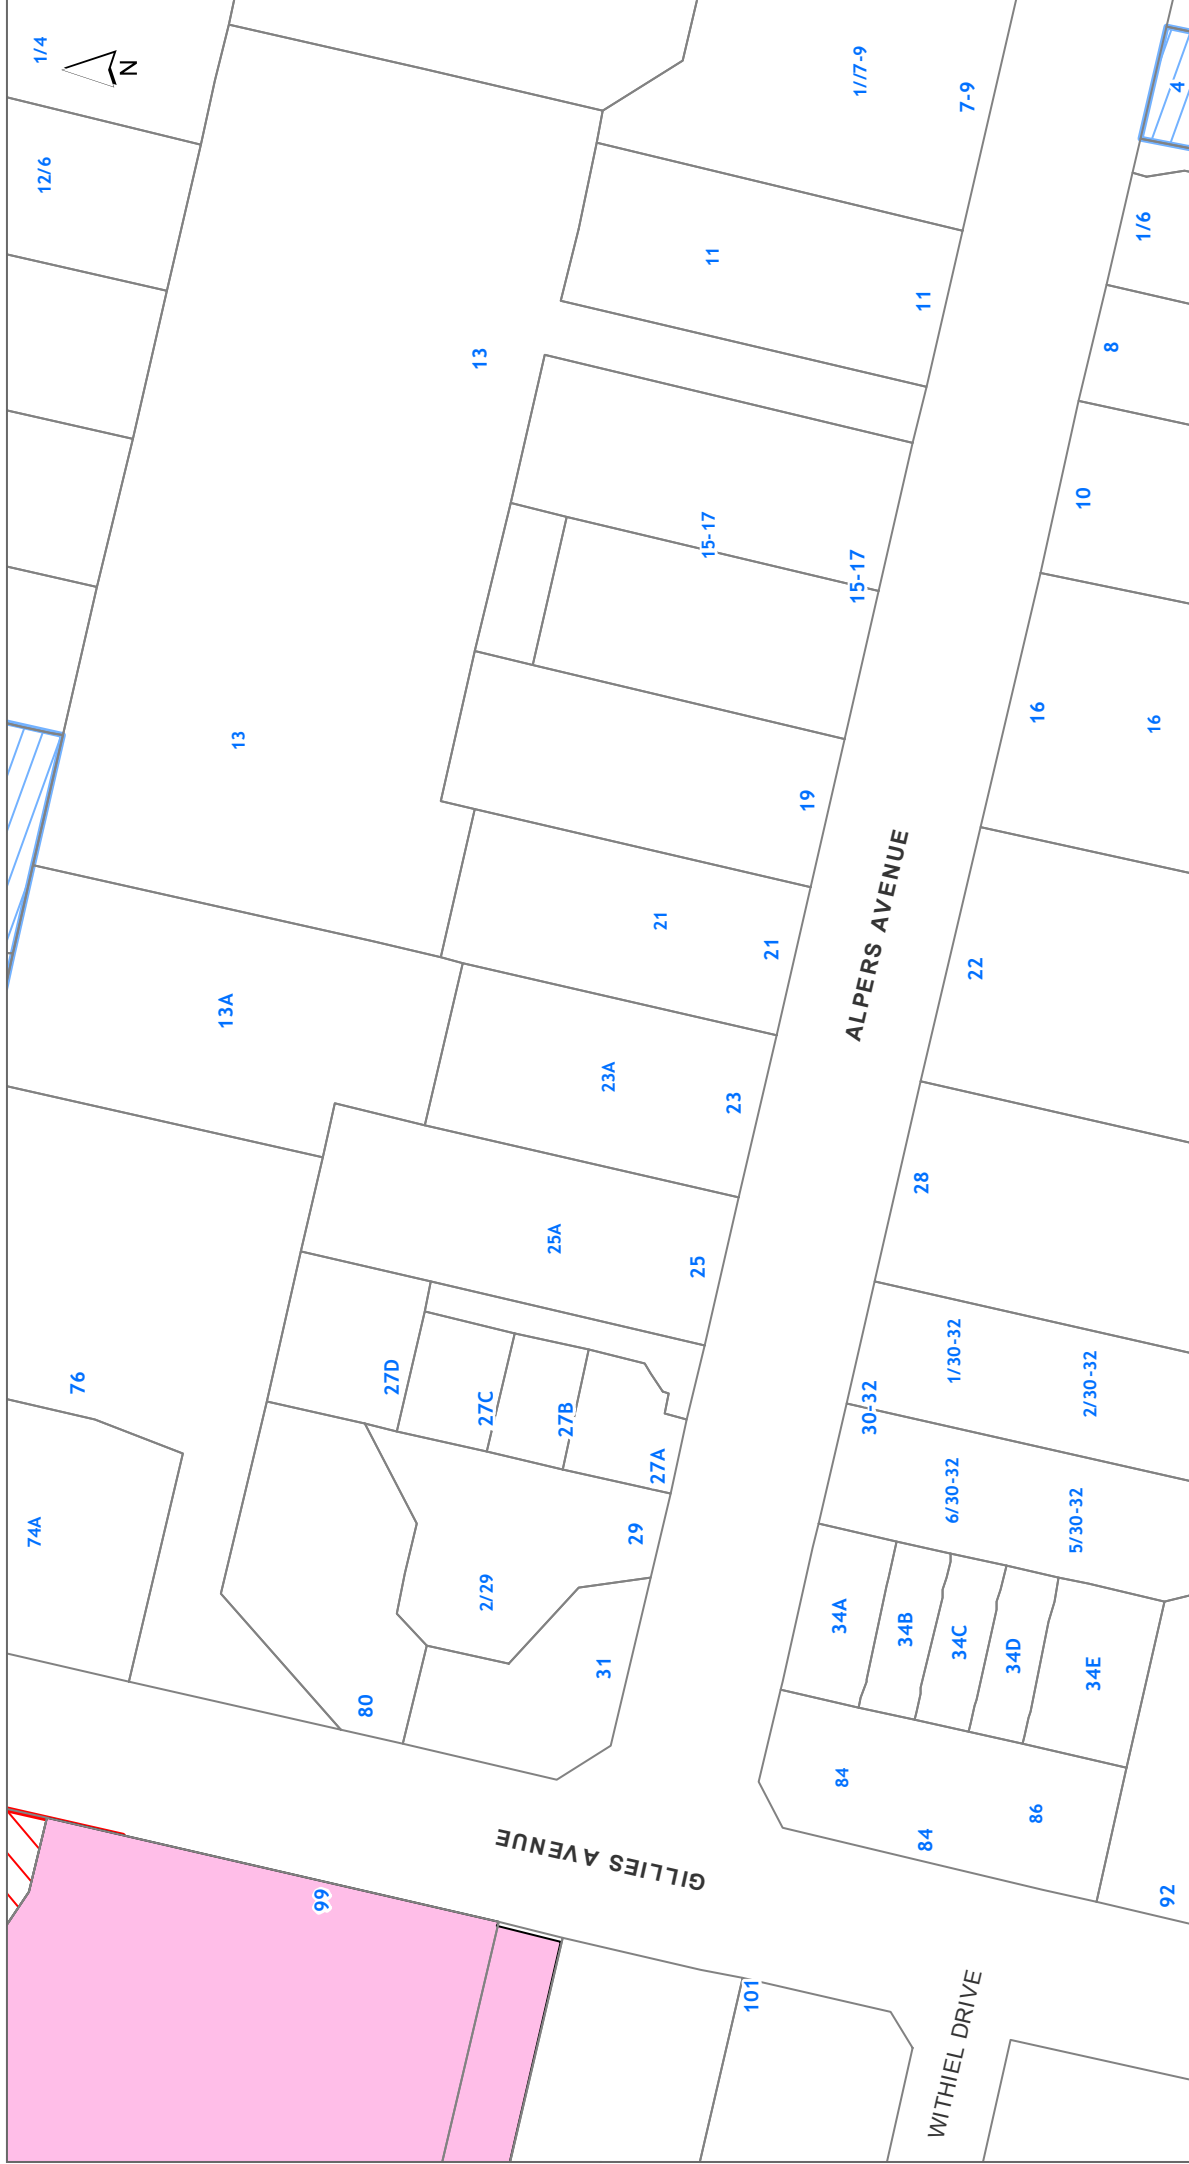 1/4
N
12/6
1//7-9
7-9
4
1/6
11
11
8
13
10
15-17
15-17
16
16
13
19
21
21
ALPERS AVENUE
22
13A
23A
23
28
25A
25
76
27D
27C
27B
27A
1/30-32
2/30-32
30-32
6/30-32
5/30-32
74A
29
2/29
31
80
34A
34B
34C
34D
34E
84
84
86
92
GILLIES AVENUE
99
101
WITHIEL DRIVE